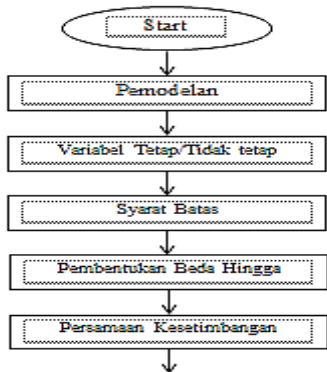 Start
Pemodelan
Variabel Tetap/Tidak tetap
Syarat Batas
Pembentukan Beda Hingga
Persamaan Kesetimbangan